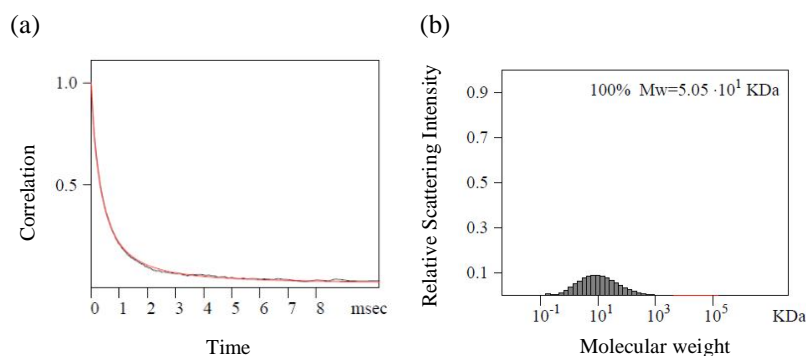 (a)
1.0
0.5
Correlation
0 1 2 3 4 5 6 7 8 msec
Time
(b)
100% Mw=5.05 ·10¹ KDa
0.9
0.7
0.5
0.3
0.1
Relative Scattering Intensity
10⁻¹ 10¹ 10³ 10⁵ KDa
Molecular weight